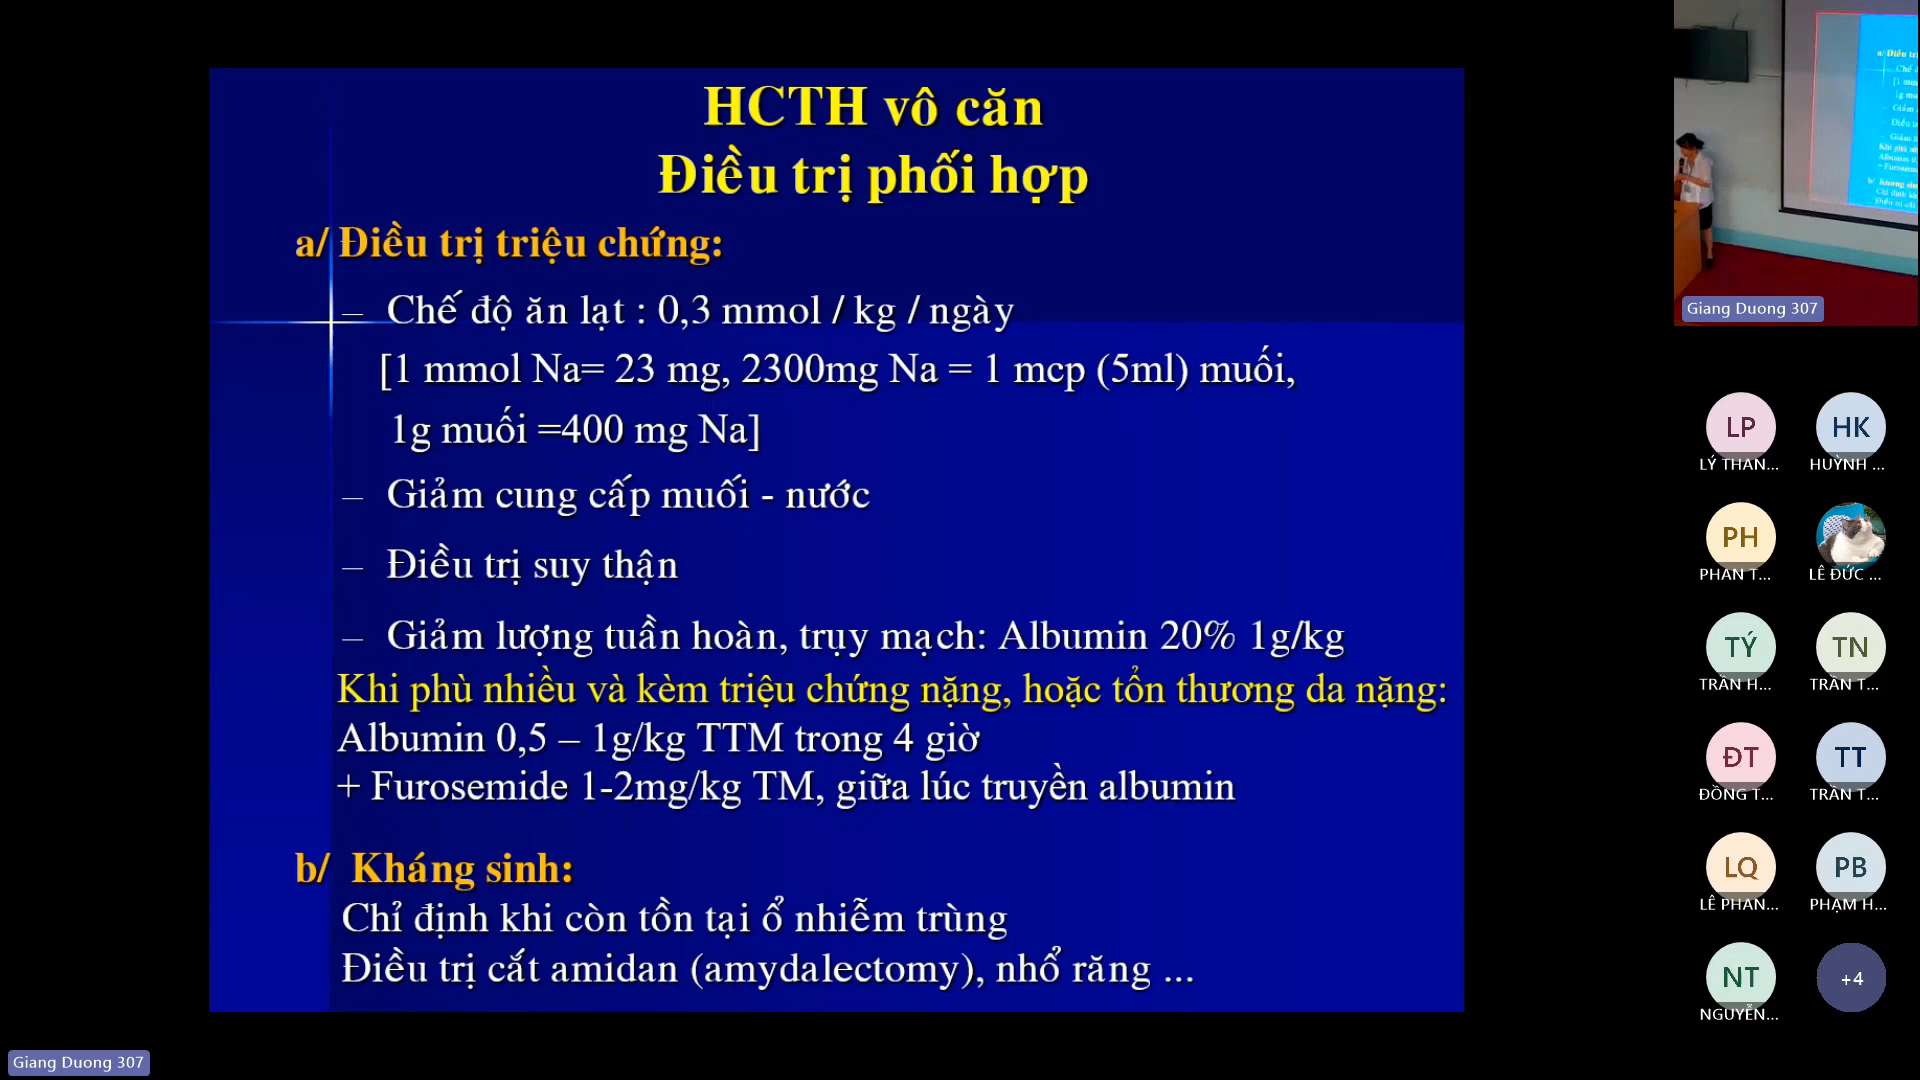 HCTH vô căn
Điều trị phối hợp
a/ Điều trị triệu chứng:
– Chế độ ăn lạt : 0,3 mmol / kg / ngày
[1 mmol Na= 23 mg, 2300mg Na = 1 mcp (5ml) muối,
1g muối =400 mg Na]
– Giảm cung cấp muối - nước
– Điều trị suy thận
– Giảm lượng tuần hoàn, trụy mạch: Albumin 20% 1g/kg
Khi phù nhiều và kèm triệu chứng nặng, hoặc tổn thương da nặng:
Albumin 0,5 – 1g/kg TTM trong 4 giờ
+ Furosemide 1-2mg/kg TM, giữa lúc truyền albumin
b/ Kháng sinh:
Chỉ định khi còn tồn tại ổ nhiễm trùng
Điều trị cắt amidan (amydalectomy), nhổ răng ...
Giang Duong 307
Giang Duong 307
LP
LÝ THAN...
HK
HUỲNH ...
PH
PHAN T...
LÊ ĐỨC ...
TÝ
TRẦN H...
TN
TRẦN T...
ĐT
ĐỒNG T...
TT
TRẦN T...
LQ
LÊ PHAN...
PB
PHẠM H...
NT
NGUYỄN...
+4